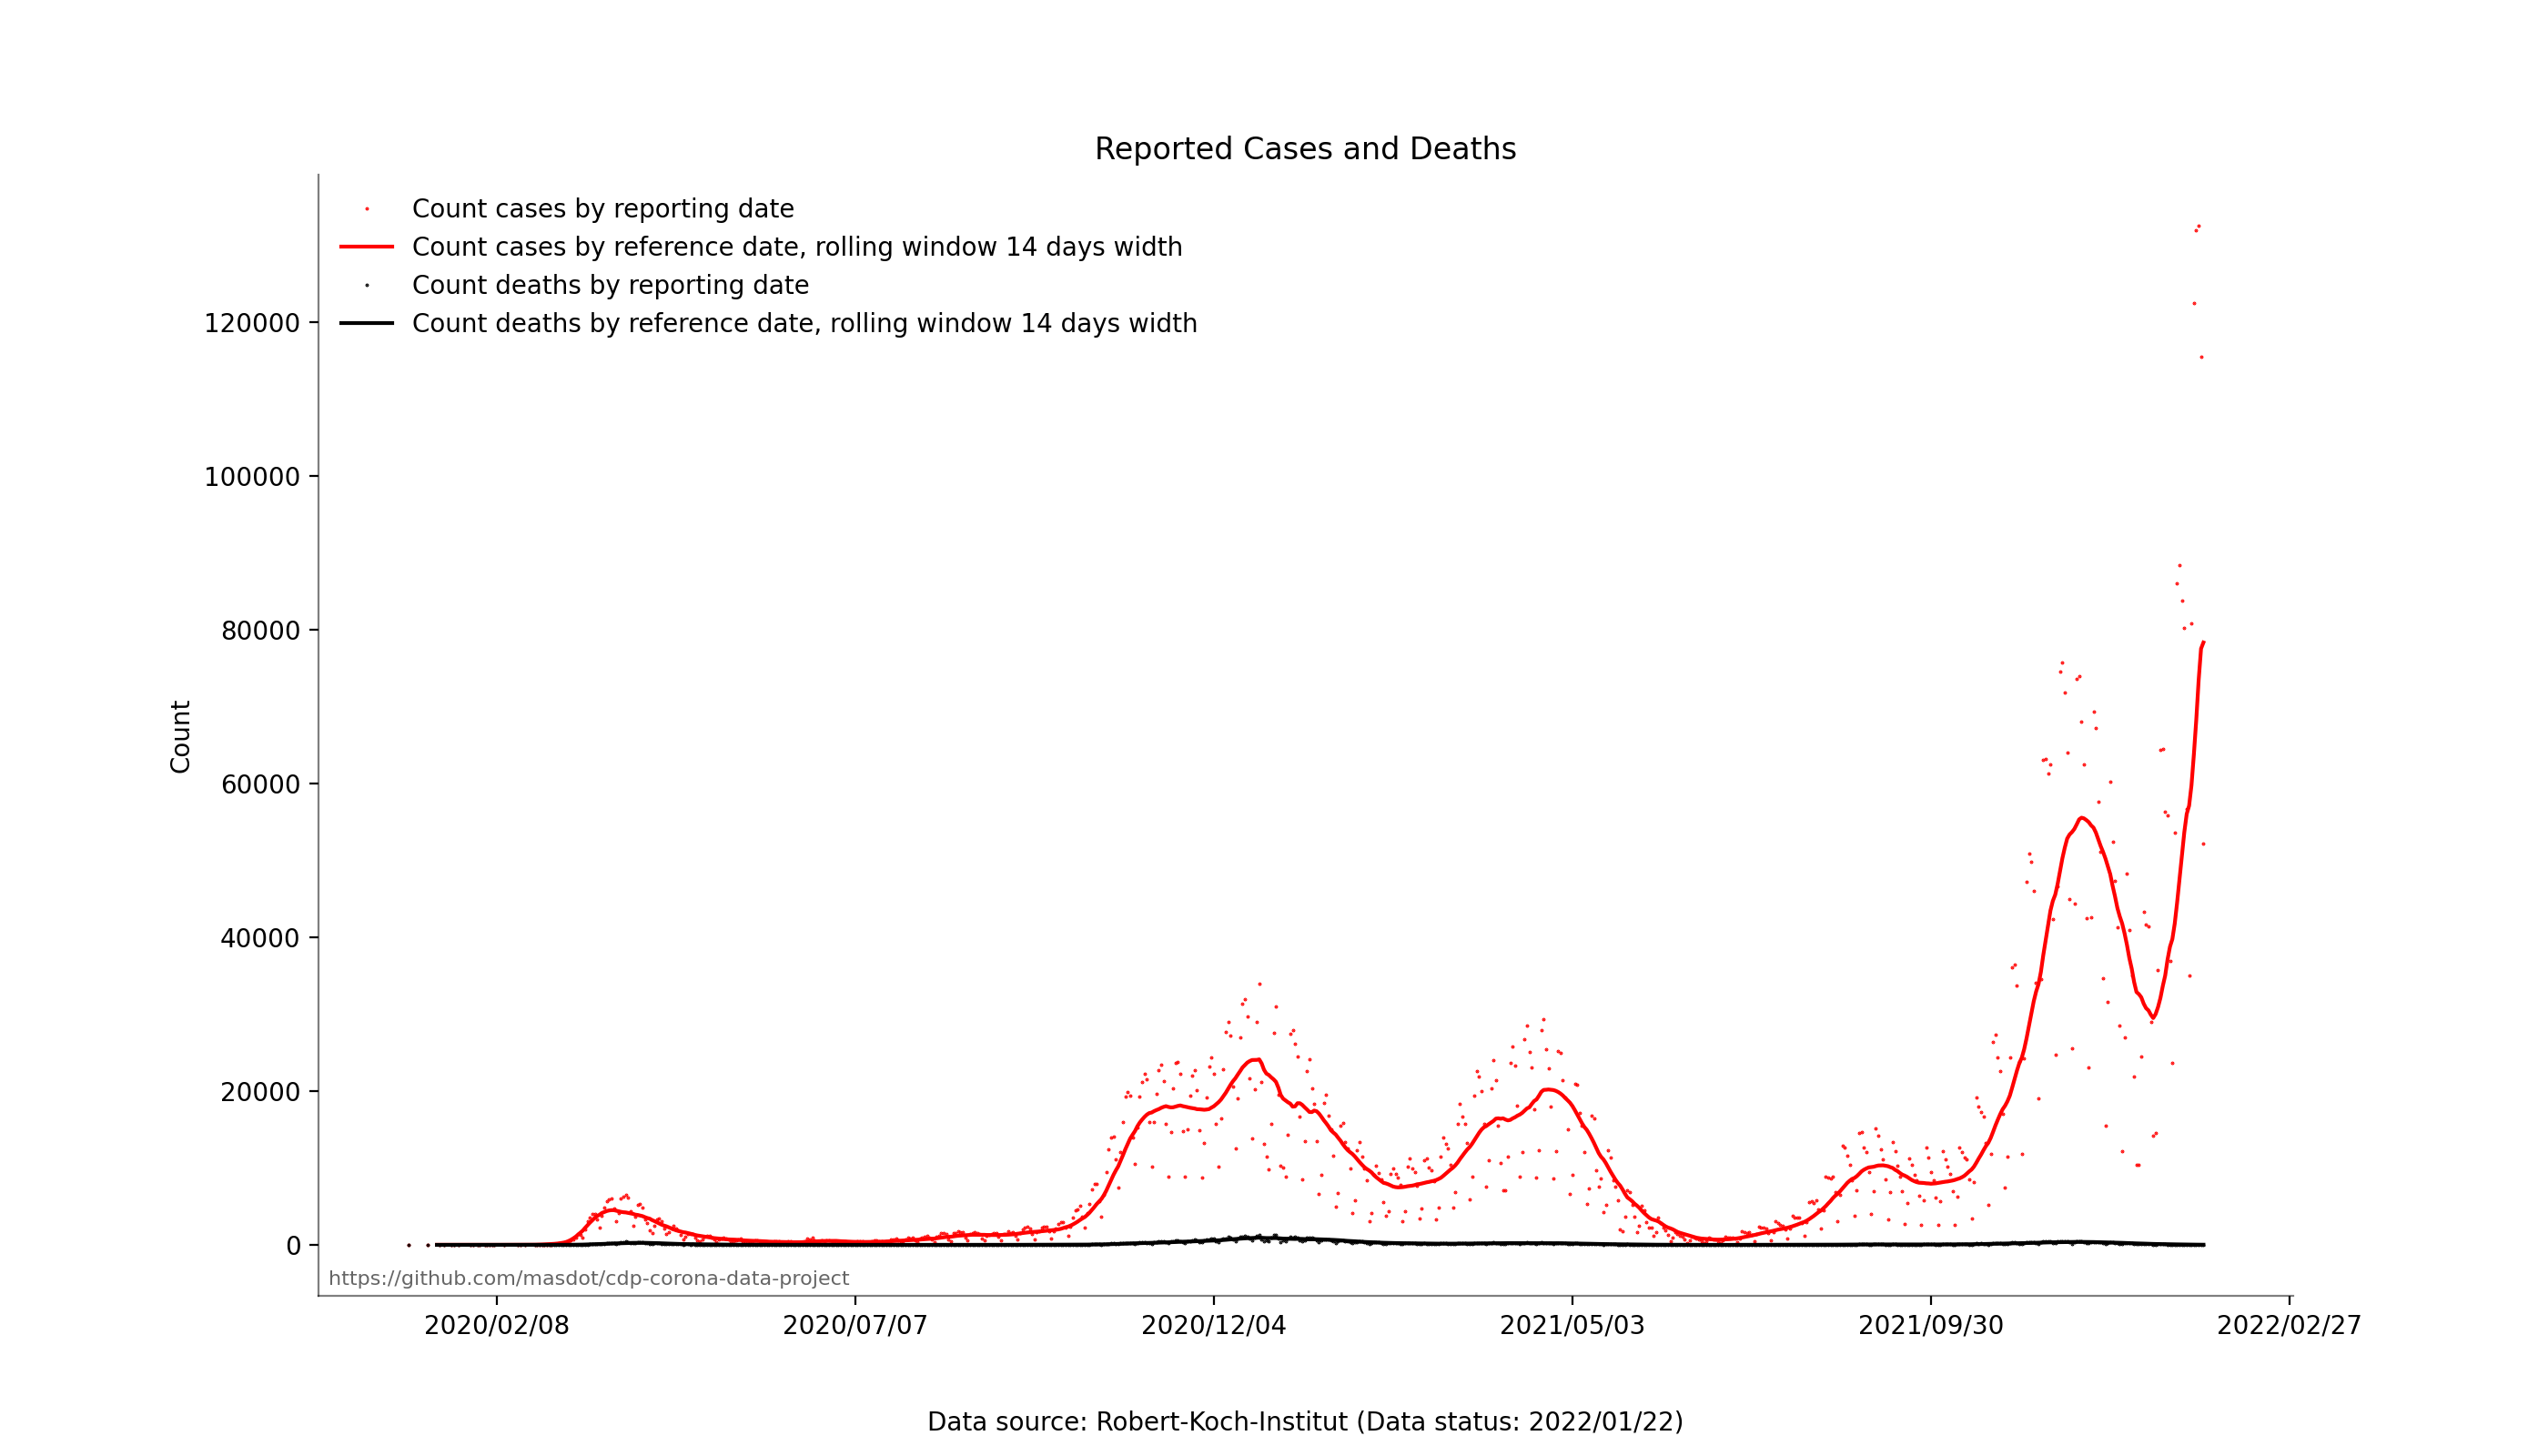 Reported Cases and Deaths
Count cases by reporting date
Count cases by reference date, rolling window 14 days width
Count deaths by reporting date
Count deaths by reference date, rolling window 14 days width
120000
100000
80000
60000
40000
20000
0
Count
https://github.com/masdot/cdp-corona-data-project
2020/02/08 2020/07/07 2020/12/04 2021/05/03 2021/09/30 2022/02/27
Data source: Robert-Koch-Institut (Data status: 2022/01/22)